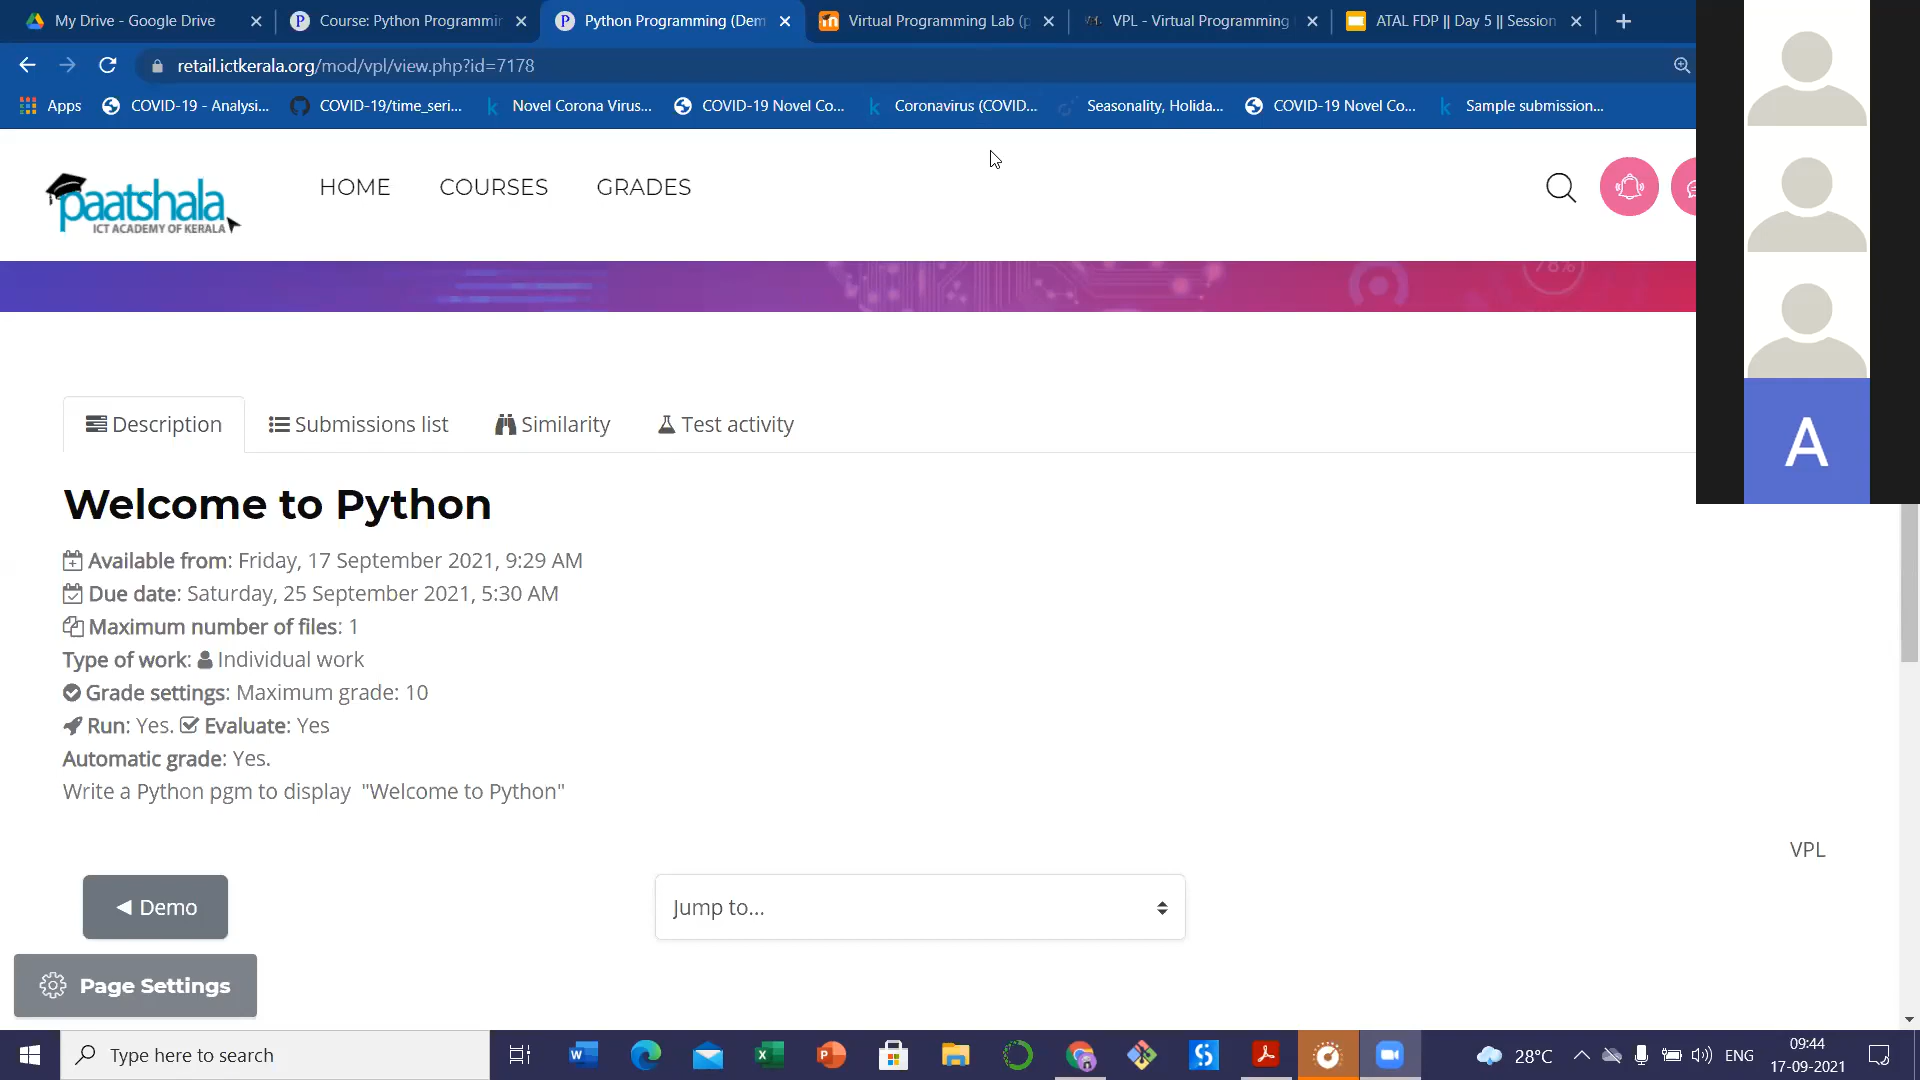 My Drive - Google Drive
Course: Python Programmin
Python Programming (Dem
Virtual Programming Lab (p
VPL - Virtual Programming
ATAL FDP || Day 5 || Session
retail.ictkerala.org/mod/vpl/view.php?id=7178
Apps
COVID-19 - Analysi...
COVID-19/time_seri...
Novel Corona Virus...
COVID-19 Novel Co...
Coronavirus (COVID...
Seasonality, Holida...
COVID-19 Novel Co...
Sample submission...
paatshala
ICT ACADEMY OF KERALA
HOME
COURSES
GRADES
78%
A
Description
Submissions list
Similarity
Test activity
Welcome to Python
Available from: Friday, 17 September 2021, 9:29 AM
Due date: Saturday, 25 September 2021, 5:30 AM
Maximum number of files: 1
Type of work: Individual work
Grade settings: Maximum grade: 10
Run: Yes. Evaluate: Yes
Automatic grade: Yes.
Write a Python pgm to display "Welcome to Python"
VPL
◀ Demo
Jump to...
Page Settings
Type here to search
28°C
ENG
09:44
17-09-2021